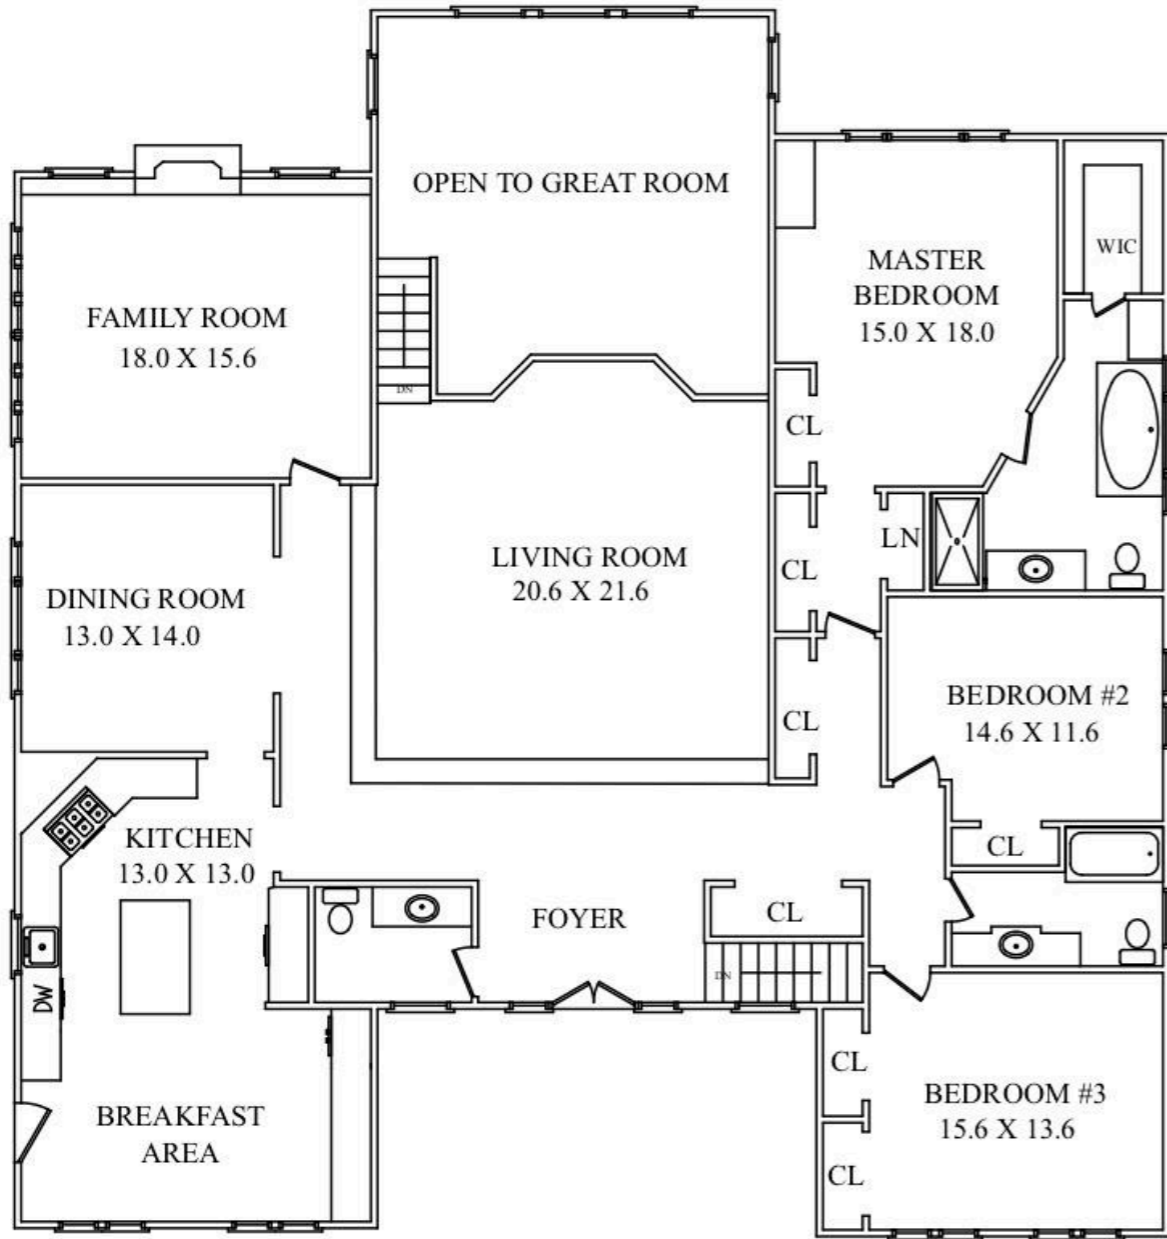 OPEN TO GREAT ROOM
MASTER
BEDROOM
15.0 X 18.0
WIC
FAMILY ROOM
18.0 X 15.6
DN
CL
LIVING ROOM
20.6 X 21.6
CL
LN
DINING ROOM
13.0 X 14.0
BEDROOM #2
14.6 X 11.6
CL
KITCHEN
13.0 X 13.0
CL
FOYER
CL
DN
DW
BREAKFAST
AREA
CL
BEDROOM #3
15.6 X 13.6
CL